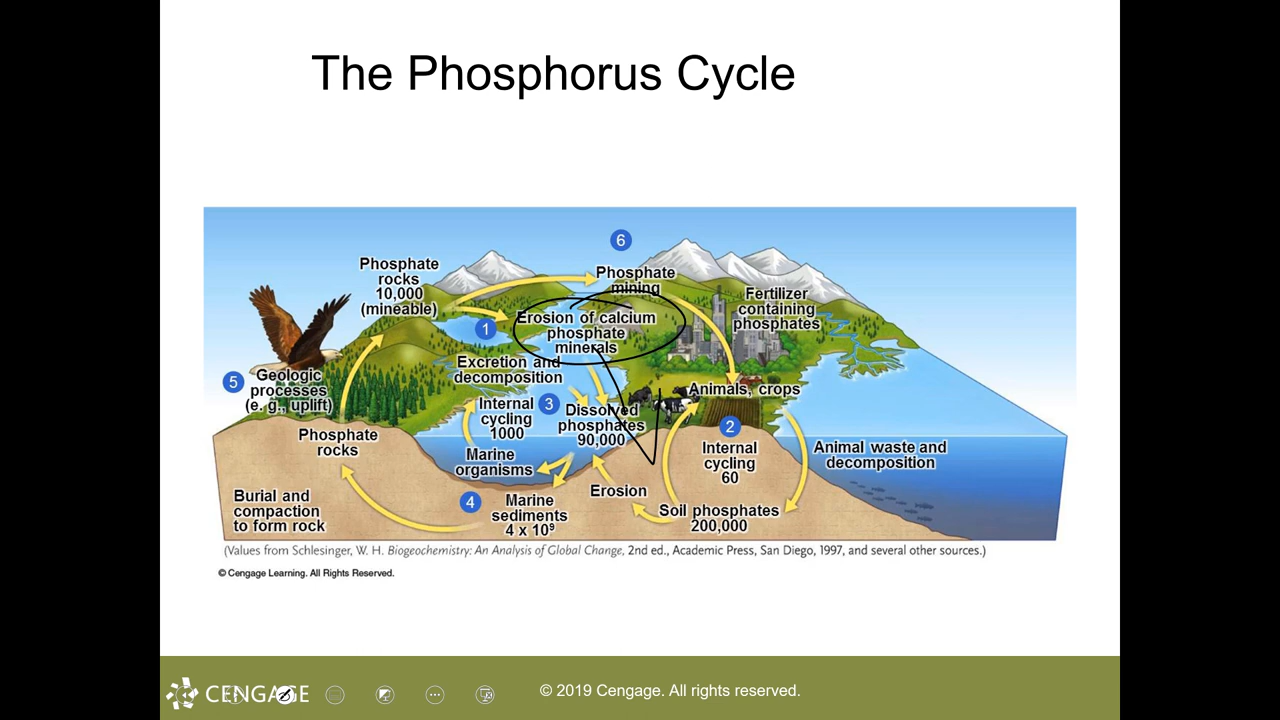 The Phosphorus Cycle
6
Phosphate
mining
Phosphate
rocks
10,000
(mineable)
Fertilizer
containing
phosphates
1
Erosion of calcium
phosphate
minerals
Excretion and
decomposition
5
Geologic
processes
(e. g., uplift)
Animals, crops
Internal
cycling
1000
3
Dissolved
phosphates
90,000
2
Internal
cycling
60
Animal waste and
decomposition
Phosphate
rocks
Marine
organisms
Burial and
compaction
to form rock
4
Marine
sediments
4 x 10⁹
Erosion
Soil phosphates
200,000
(Values from Schlesinger, W. H. Biogeochemistry: An Analysis of Global Change, 2nd ed., Academic Press, San Diego, 1997, and several other sources.)
© Cengage Learning. All Rights Reserved.
CENGAGE
© 2019 Cengage. All rights reserved.